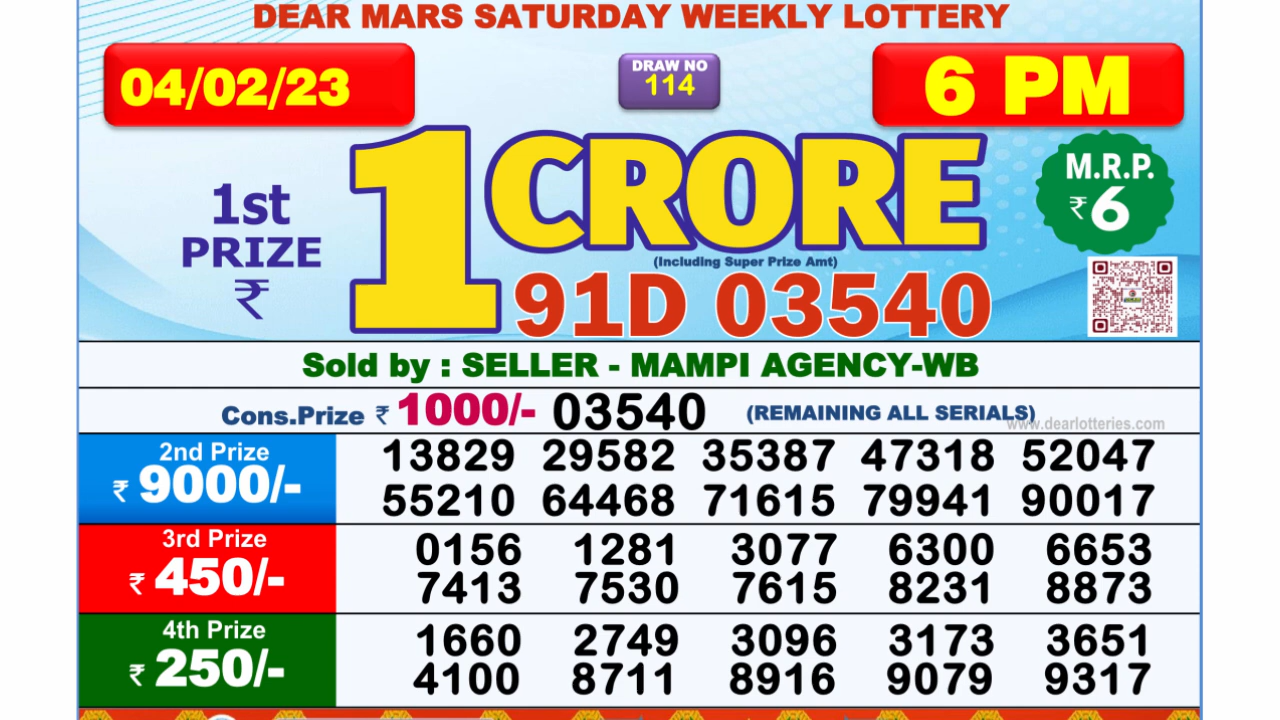 DEAR MARS SATURDAY WEEKLY LOTTERY
04/02/23
DRAW NO
114
6 PM
1st
PRIZE
₹
1 CRORE
(Including Super Prize Amt)
91D 03540
M.R.P.
₹6
Sold by : SELLER - MAMPI AGENCY-WB
Cons.Prize ₹ 1000/- 03540 (REMAINING ALL SERIALS)
www.dearlotteries.com
2nd Prize
₹ 9000/-
13829 29582 35387 47318 52047
55210 64468 71615 79941 90017
3rd Prize
₹ 450/-
0156 1281 3077 6300 6653
7413 7530 7615 8231 8873
4th Prize
₹ 250/-
1660 2749 3096 3173 3651
4100 8711 8916 9079 9317